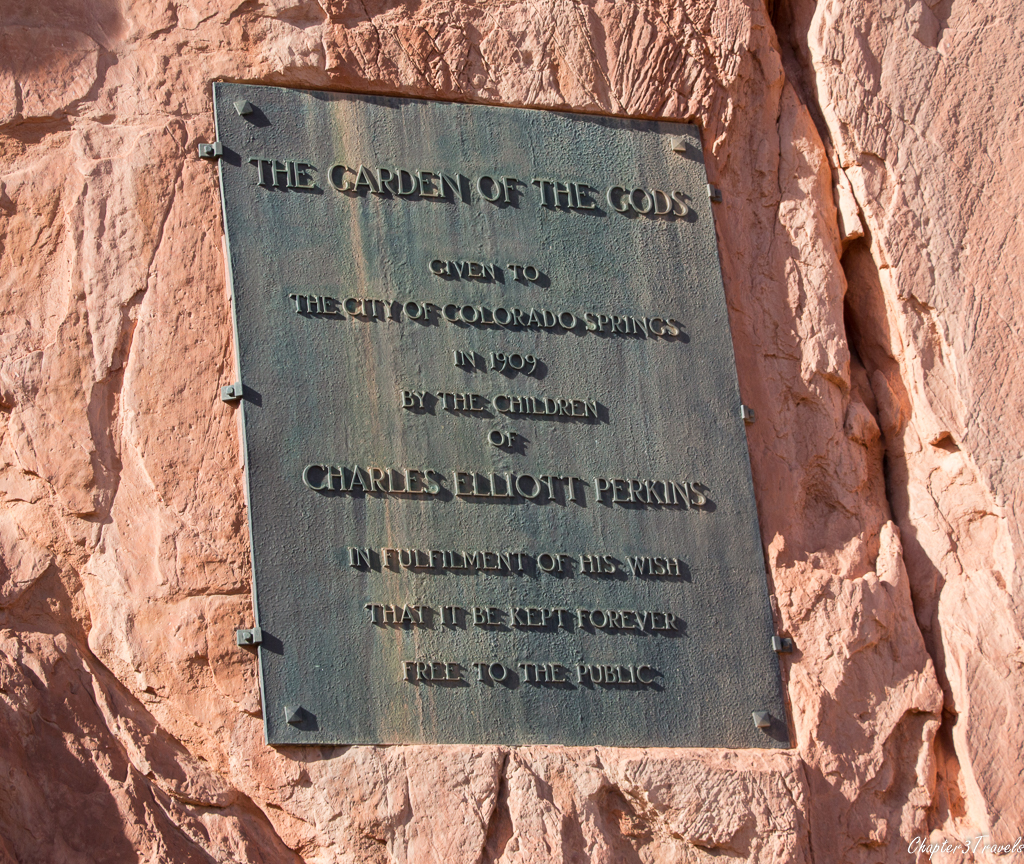 THE GARDEN OF THE GODS
GIVEN TO
THE CITY OF COLORADO SPRINGS
IN 1909
BY THE CHILDREN
OF
CHARLES ELLIOTT PERKINS
IN FULFILMENT OF HIS WISH
THAT IT BE KEPT FOREVER
FREE TO THE PUBLIC
Chapter3Travels